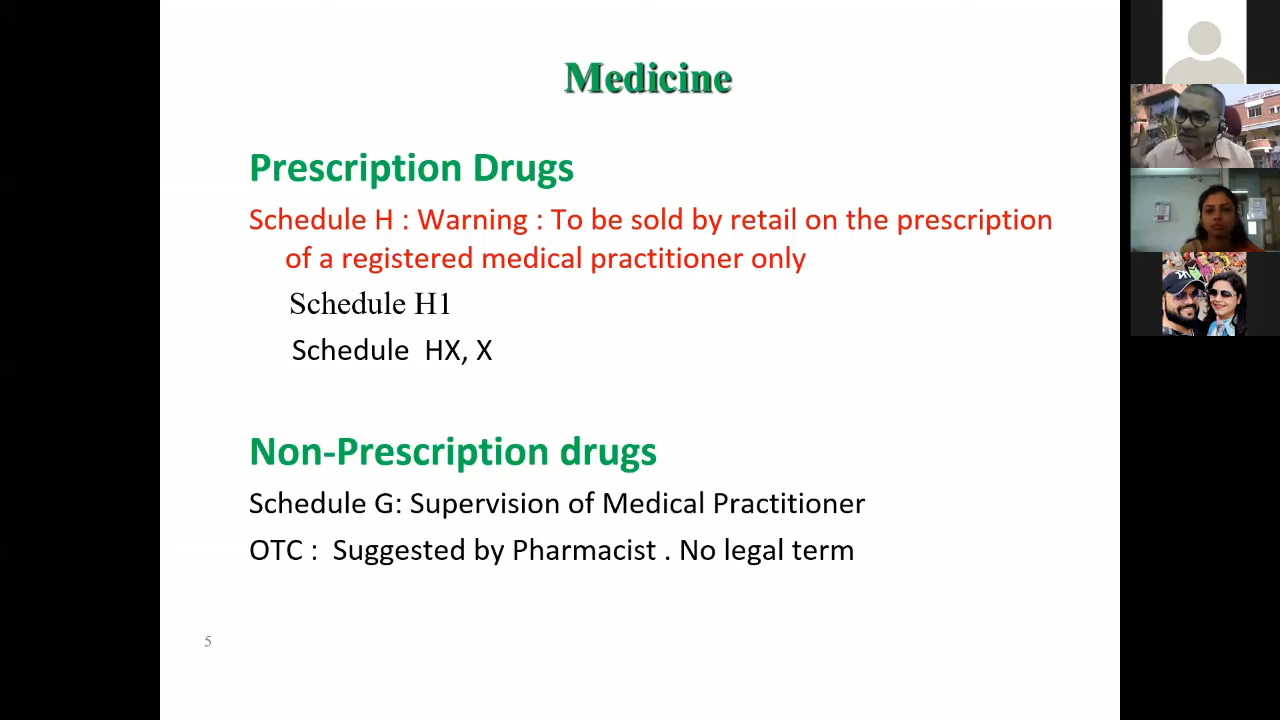 Medicine
Prescription Drugs
Schedule H : Warning : To be sold by retail on the prescription
of a registered medical practitioner only
Schedule H1
Schedule HX, X
Non-Prescription drugs
Schedule G: Supervision of Medical Practitioner
OTC : Suggested by Pharmacist . No legal term
5